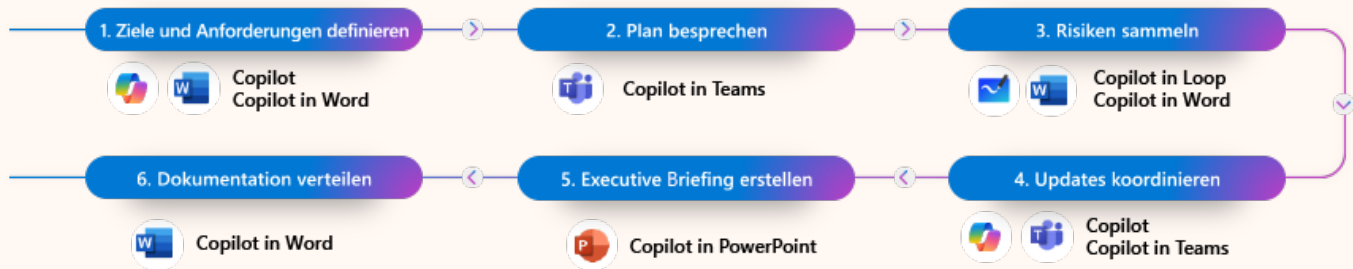 1. Ziele und Anforderungen definieren
Copilot
Copilot in Word
2. Plan besprechen
Copilot in Teams
3. Risiken sammeln
Copilot in Loop
Copilot in Word
4. Updates koordinieren
Copilot
Copilot in Teams
5. Executive Briefing erstellen
Copilot in PowerPoint
6. Dokumentation verteilen
Copilot in Word